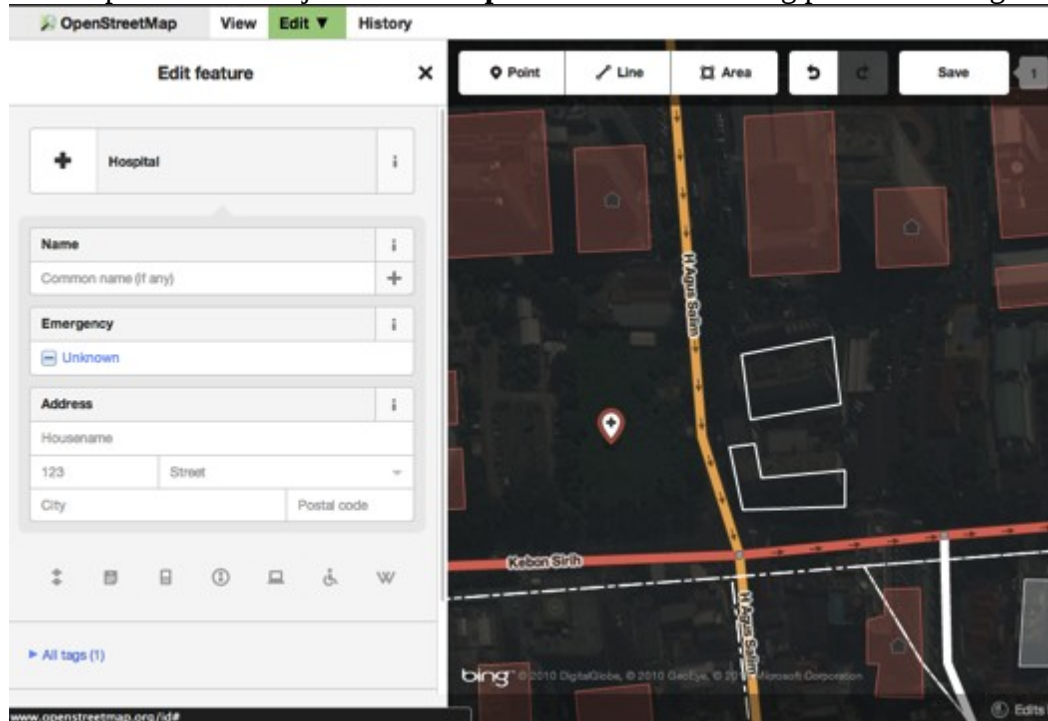 OpenStreetMap View Edit ▼ History
Edit feature
Point Line Area Save 1
Hospital
Name
Common name (if any)
Emergency
Unknown
Address
Housename
123 Street
City Postal code
All tags (1)
H Agus Salim
Kebon Sirih
H Agus Salim
bing © 2010 DigitalGlobe, © 2010 GeoEye, © 2010 Microsoft Corporation
Edits
www.openstreetmap.org/id#